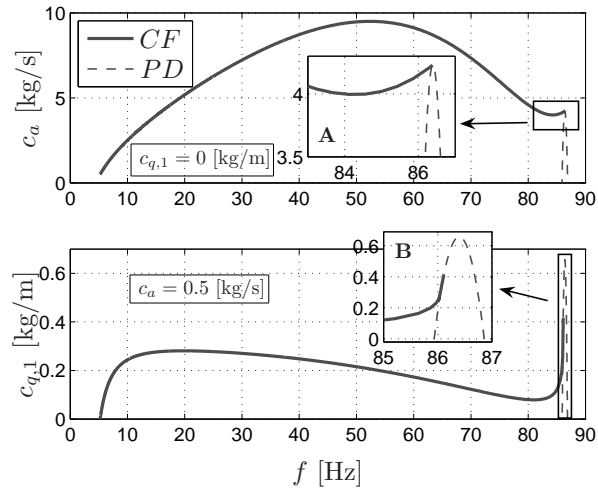 10
5
0
c_a [kg/s]
CF
PD
c_{q,1} = 0 [kg/m]
A
4
3.5
84 86
0 10 20 30 40 50 60 70 80 90
0.6
0.4
0.2
0
c_{q,1} [kg/m]
c_a = 0.5 [kg/s]
B
0.6
0.4
0.2
0
85 86 87
0 10 20 30 40 50 60 70 80 90
f [Hz]